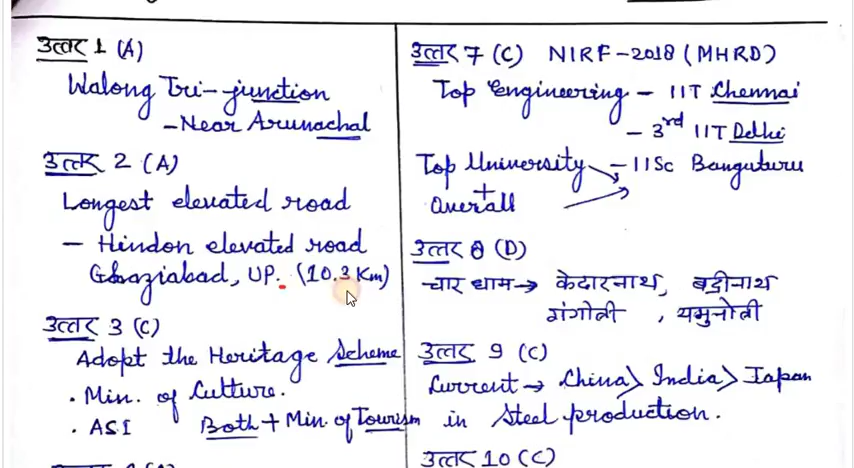 उत्तर 1 (A)
Walong Tri-junction
- Near Arunachal
उत्तर 2 (A)
Longest elevated road
- Hindon elevated road
Ghaziabad, UP. (10.3 Km)
उत्तर 3 (C)
Adopt the Heritage Scheme
• Min. of Culture.
• ASI Both + Min. of Tourism
उत्तर 7 (C) NIRF-2018 (MHRD)
Top Engineering - IIT Chennai
- 3rd IIT Delhi
Top University - IISc Bangaluru
+
Overall
उत्तर 8 (D)
चार धाम → केदारनाथ, बद्रीनाथ
गंगोत्री, यमुनोत्री
उत्तर 9 (C)
Current → China > India > Japan
in Steel production.
उत्तर 10 (C)